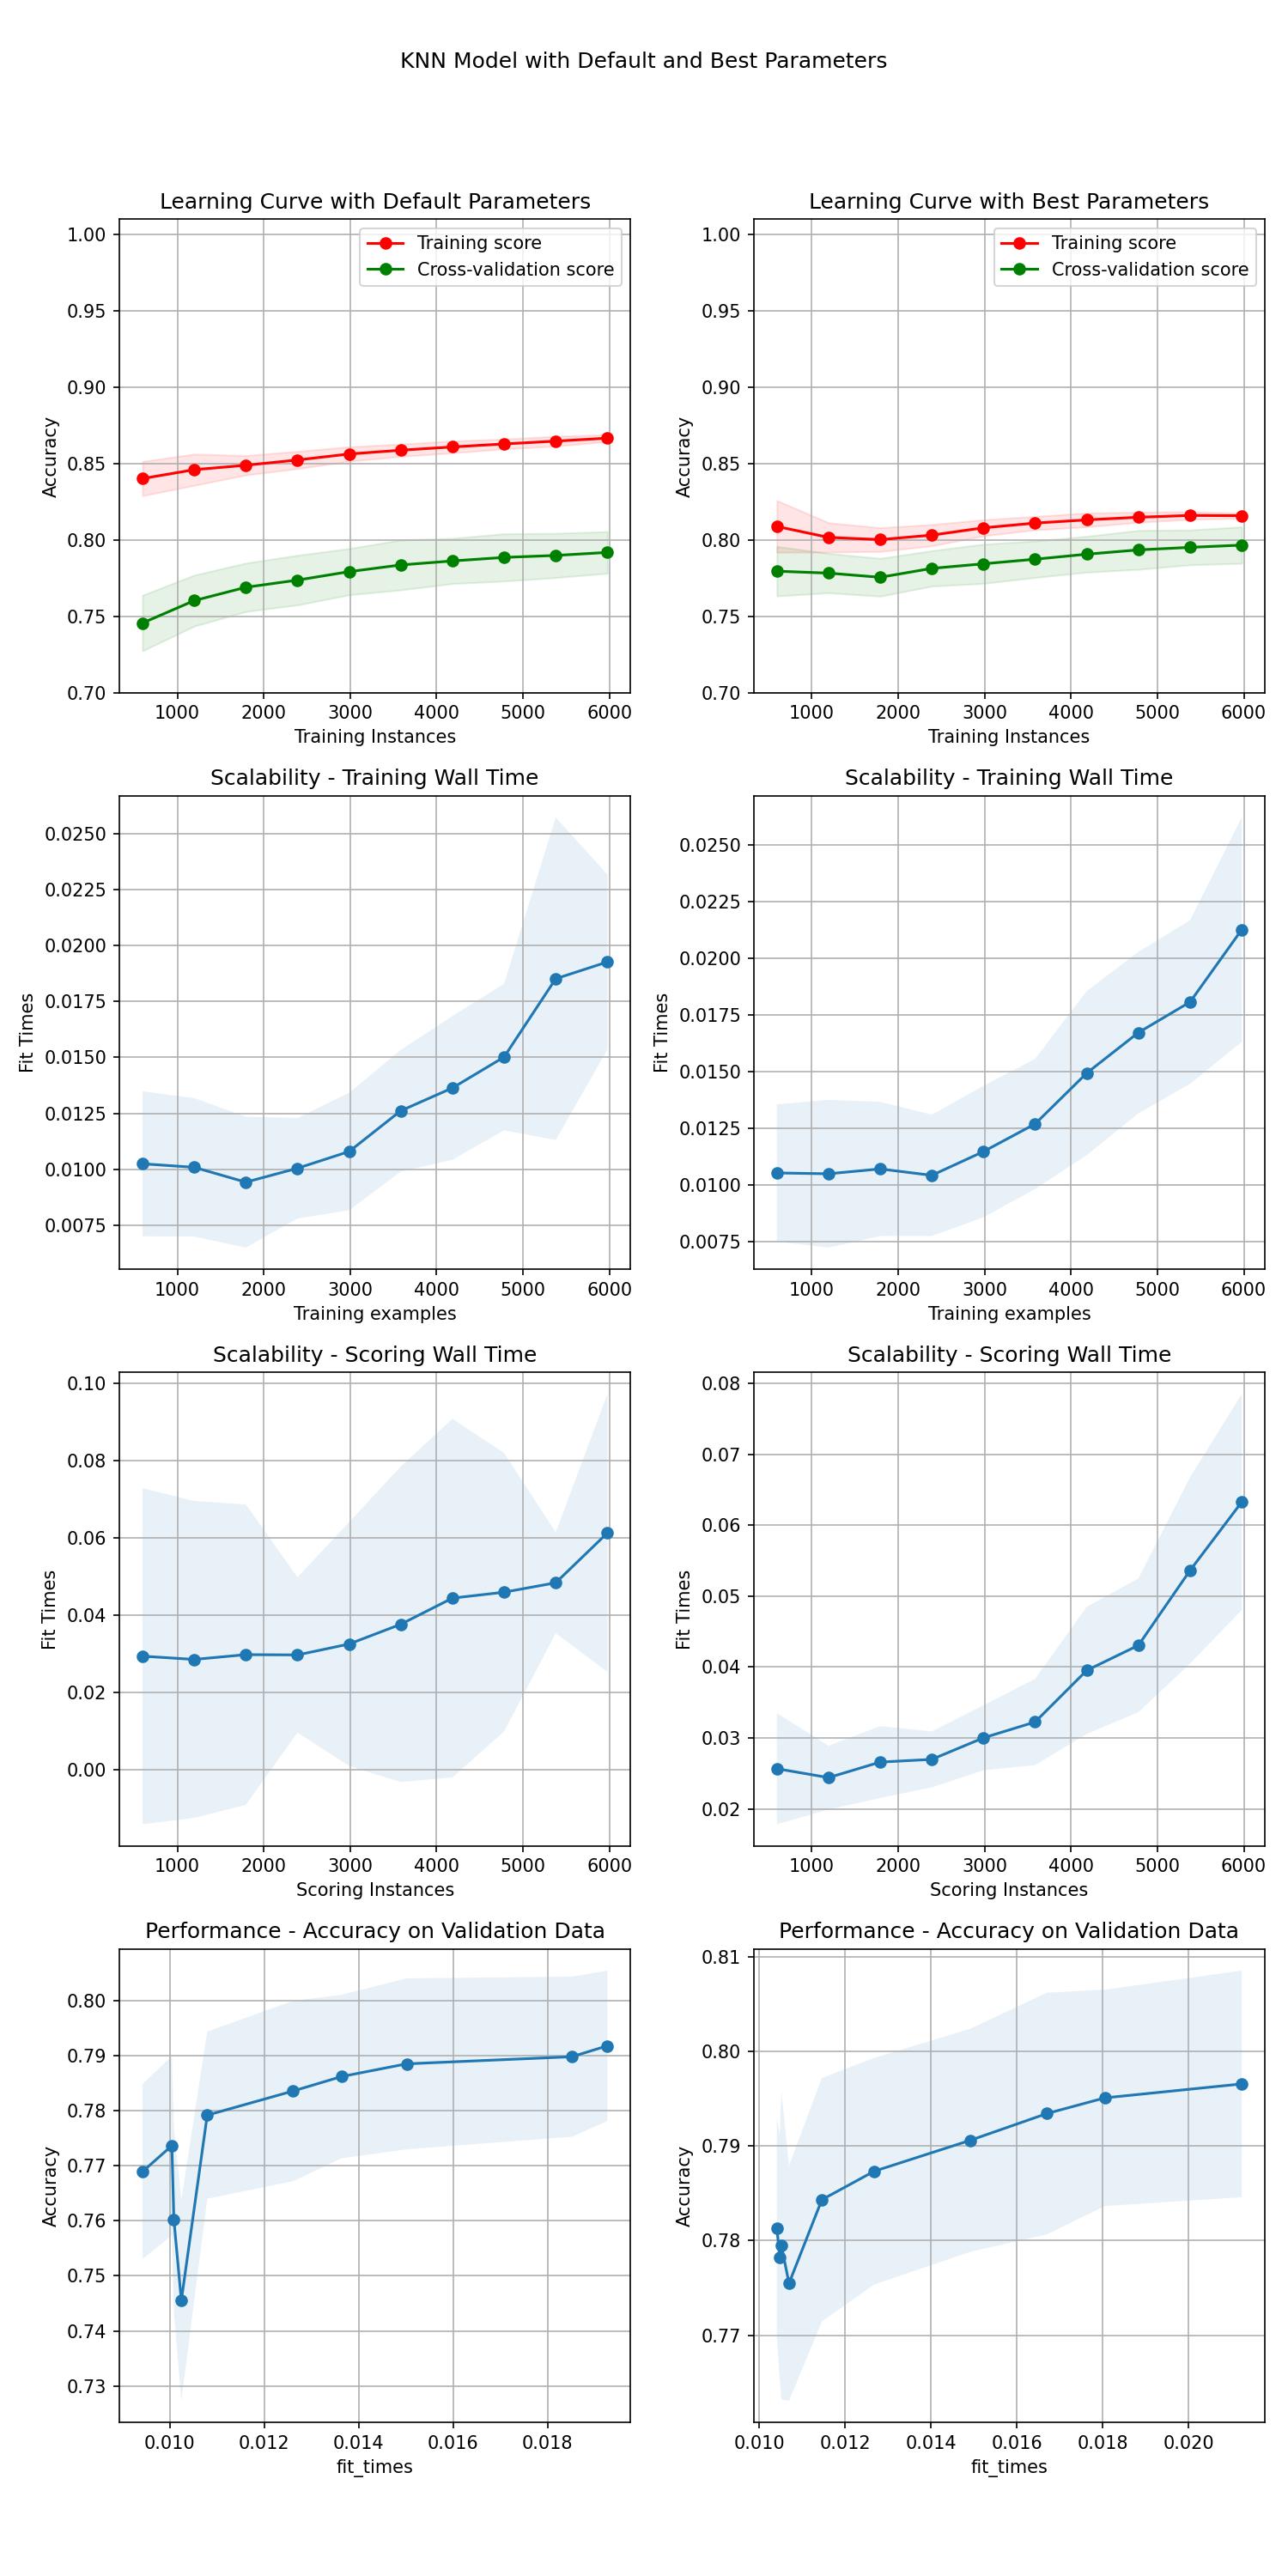 KNN Model with Default and Best Parameters
Learning Curve with Default Parameters
1.00
0.95
0.90
0.85
0.80
0.75
0.70
Accuracy
Training score
Cross-validation score
1000 2000 3000 4000 5000 6000
Training Instances
Learning Curve with Best Parameters
1.00
0.95
0.90
0.85
0.80
0.75
0.70
Accuracy
Training score
Cross-validation score
1000 2000 3000 4000 5000 6000
Training Instances
Scalability - Training Wall Time
0.0250
0.0225
0.0200
0.0175
0.0150
0.0125
0.0100
0.0075
Fit Times
1000 2000 3000 4000 5000 6000
Training examples
Scalability - Training Wall Time
0.0250
0.0225
0.0200
0.0175
0.0150
0.0125
0.0100
0.0075
Fit Times
1000 2000 3000 4000 5000 6000
Training examples
Scalability - Scoring Wall Time
0.10
0.08
0.06
0.04
0.02
0.00
Fit Times
1000 2000 3000 4000 5000 6000
Scoring Instances
Scalability - Scoring Wall Time
0.08
0.07
0.06
0.05
0.04
0.03
0.02
Fit Times
1000 2000 3000 4000 5000 6000
Scoring Instances
Performance - Accuracy on Validation Data
0.80
0.79
0.78
0.77
0.76
0.75
0.74
0.73
Accuracy
0.010 0.012 0.014 0.016 0.018
fit_times
Performance - Accuracy on Validation Data
0.81
0.80
0.79
0.78
0.77
Accuracy
0.010 0.012 0.014 0.016 0.018 0.020
fit_times